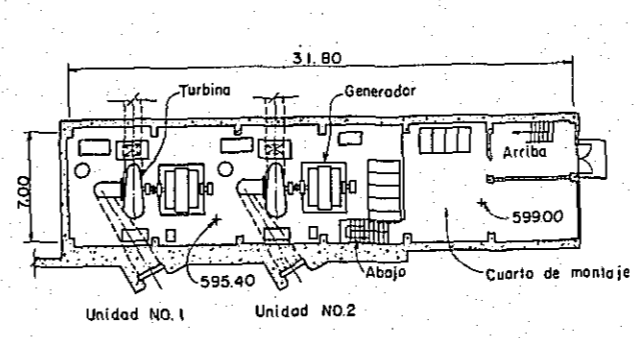 31.80
Turbina
Generador
Arriba
7.00
599.00
595.40
Abajo
Cuarto de montaje
Unidad NO.1
Unidad NO.2